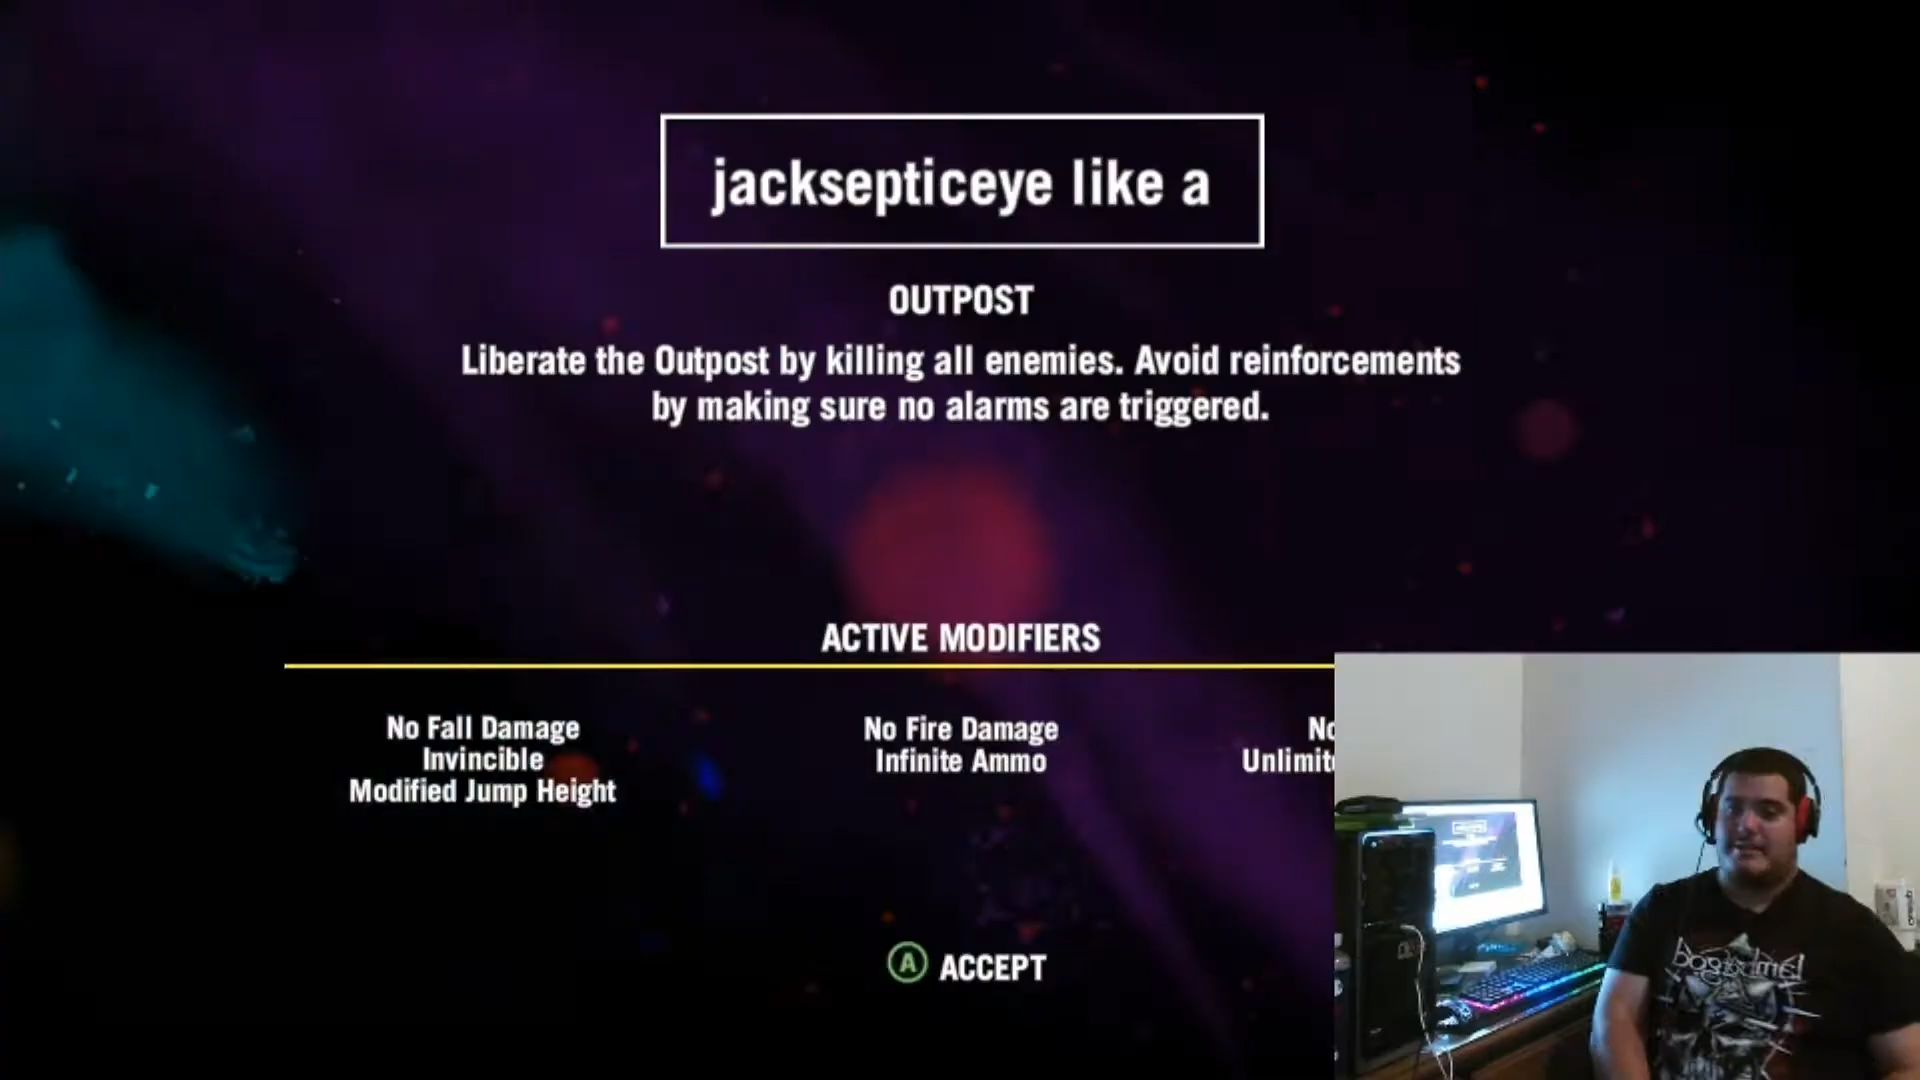 jacksepticeye like a
OUTPOST
Liberate the Outpost by killing all enemies. Avoid reinforcements
by making sure no alarms are triggered.
ACTIVE MODIFIERS
No Fall Damage
No Fire Damage
No
Invincible
Infinite Ammo
Modified Jump Height
A ACCEPT